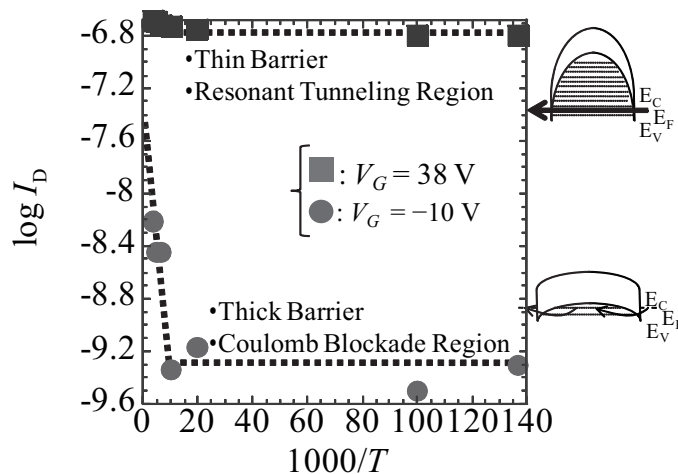 -6.8
-7.2
-7.6
-8
-8.4
-8.8
-9.2
-9.6
log I_D
•Thin Barrier
•Resonant Tunneling Region
: V_G = 38 V
: V_G = −10 V
•Thick Barrier
•Coulomb Blockade Region
0 20 40 60 80 100 120 140
1000/T
E_C
E_F
E_V
E_C
E_V